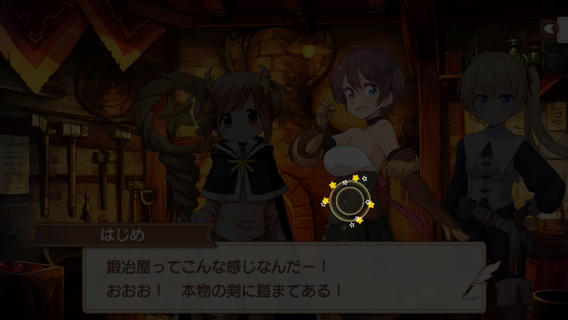 はじめ
鍛冶屋ってこんな感じなんだー！
おおお！　本物の剣に鎧まである！